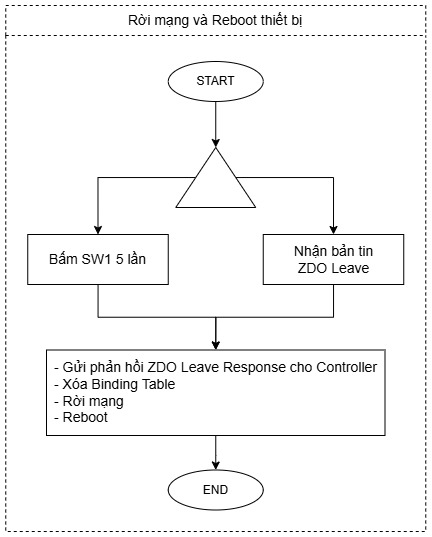 Rời mạng và Reboot thiết bị
START
Bấm SW1 5 lần
Nhận bản tin
ZDO Leave
- Gửi phản hồi ZDO Leave Response cho Controller
- Xóa Binding Table
- Rời mạng
- Reboot
END